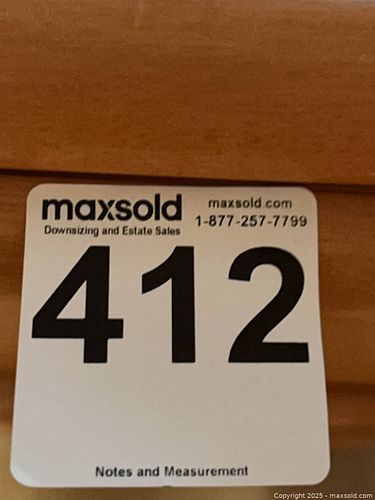 maxsold
Downsizing and Estate Sales
maxsold.com
1-877-257-7799
412
Notes and Measurement
Copyright 2025 - maxsold.com